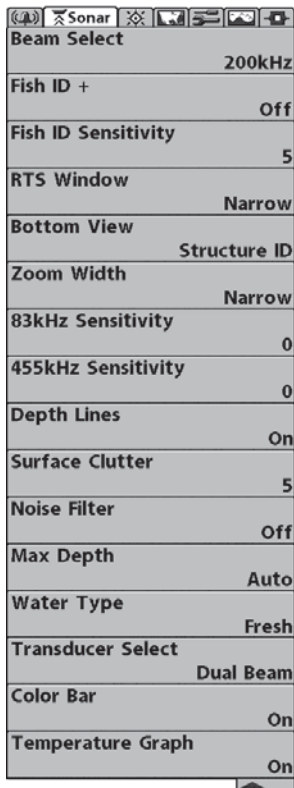 Sonar
Beam Select
200kHz
Fish ID +
Off
Fish ID Sensitivity
5
RTS Window
Narrow
Bottom View
Structure ID
Zoom Width
Narrow
83kHz Sensitivity
0
455kHz Sensitivity
0
Depth Lines
On
Surface Clutter
5
Noise Filter
Off
Max Depth
Auto
Water Type
Fresh
Transducer Select
Dual Beam
Color Bar
On
Temperature Graph
On